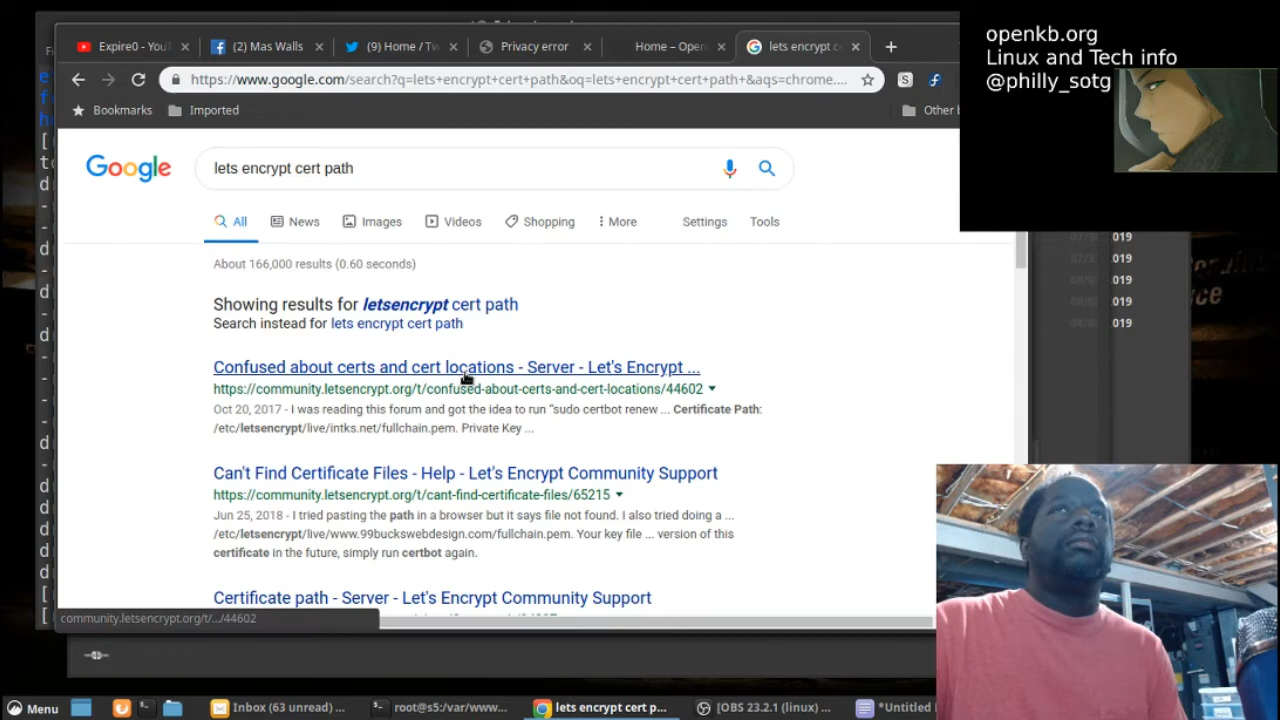 openkb.org
Linux and Tech info
@philly_sotg
Expire0 - YouT
(2) Mas Walls
(9) Home / Tw
Privacy error
Home – Open
lets encrypt c
https://www.google.com/search?q=lets+encrypt+cert+path&oq=lets+encrypt+cert+path+&aqs=chrome....
Bookmarks
Imported
Other b
Google
lets encrypt cert path
All
News
Images
Videos
Shopping
More
Settings
Tools
About 166,000 results (0.60 seconds)
Showing results for letsencrypt cert path
Search instead for lets encrypt cert path
Confused about certs and cert locations - Server - Let's Encrypt ...
https://community.letsencrypt.org/t/confused-about-certs-and-cert-locations/44602
Oct 20, 2017 - I was reading this forum and got the idea to run "sudo certbot renew ... Certificate Path:
/etc/letsencrypt/live/intks.net/fullchain.pem. Private Key ...
Can't Find Certificate Files - Help - Let's Encrypt Community Support
https://community.letsencrypt.org/t/cant-find-certificate-files/65215
Jun 25, 2018 - I tried pasting the path in a browser but it says file not found. I also tried doing a ...
/etc/letsencrypt/live/www.99buckswebdesign.com/fullchain.pem. Your key file ... version of this
certificate in the future, simply run certbot again.
Certificate path - Server - Let's Encrypt Community Support
community.letsencrypt.org/t/.../44602
019
019
019
019
019
Menu
Inbox (63 unread) ...
root@s5:/var/www...
lets encrypt cert p...
[OBS 23.2.1 (linux) ...
*Untitled